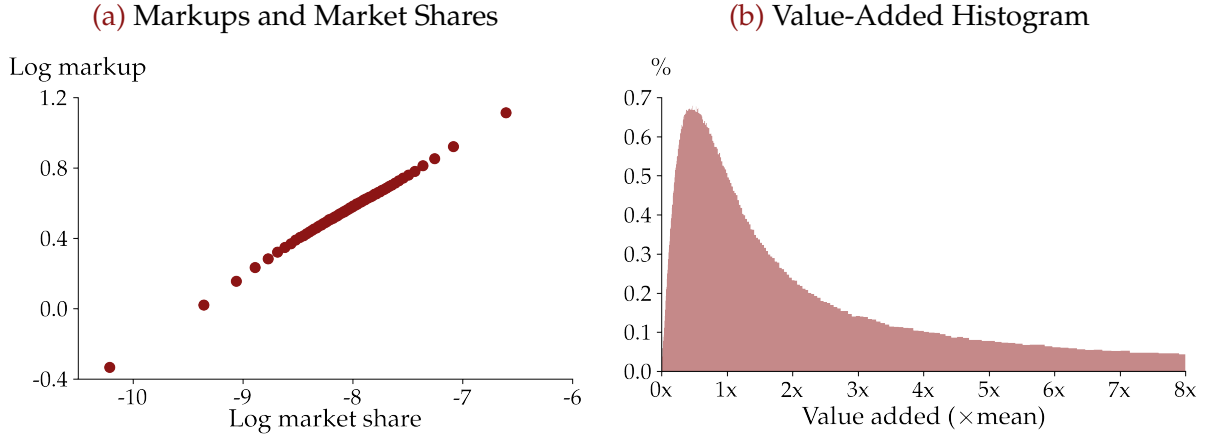 (a) Markups and Market Shares
Log markup
1.2
0.8
0.4
0.0
-0.4
-10
-9
-8
-7
-6
Log market share
(b) Value-Added Histogram
%
0.7
0.6
0.5
0.4
0.3
0.2
0.1
0.0
0x
1x
2x
3x
4x
5x
6x
7x
8x
Value added (×mean)